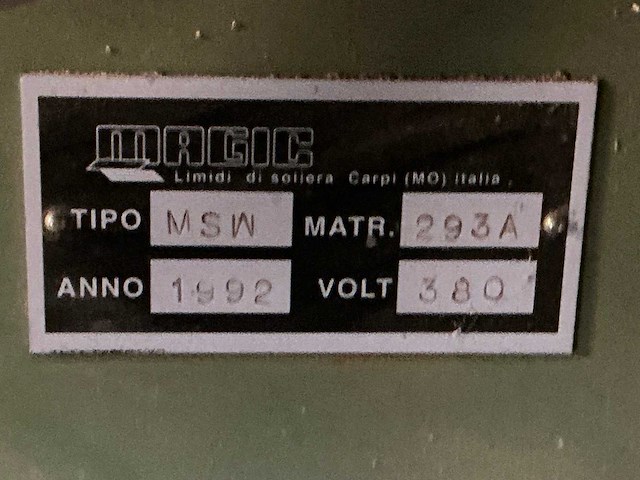 MAGIC
Limidi di soliera Carpi (MO) italia
TIPO MSW MATR. 293A
ANNO 1992 VOLT 380